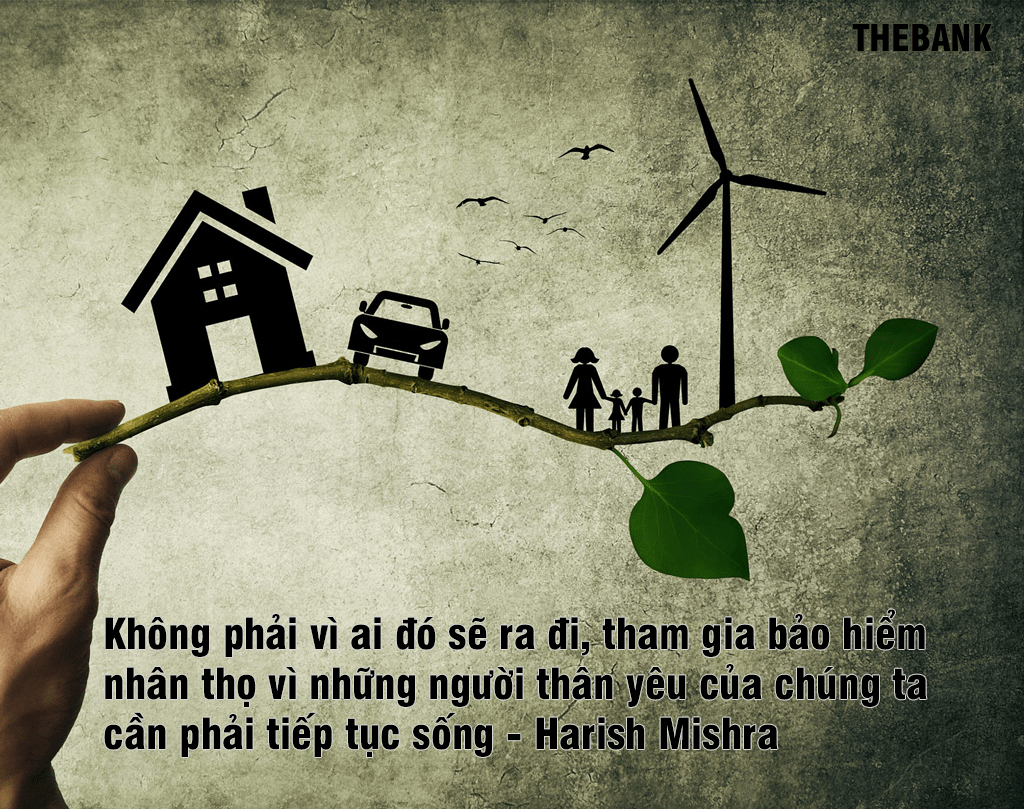 THEBANK
Không phải vì ai đó sẽ ra đi, tham gia bảo hiểm
nhân thọ vì những người thân yêu của chúng ta
cần phải tiếp tục sống - Harish Mishra